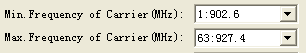 Min.Frequency of Carrier(MHz): 1:902.6
Max.Frequency of Carrier(MHz): 63:927.4